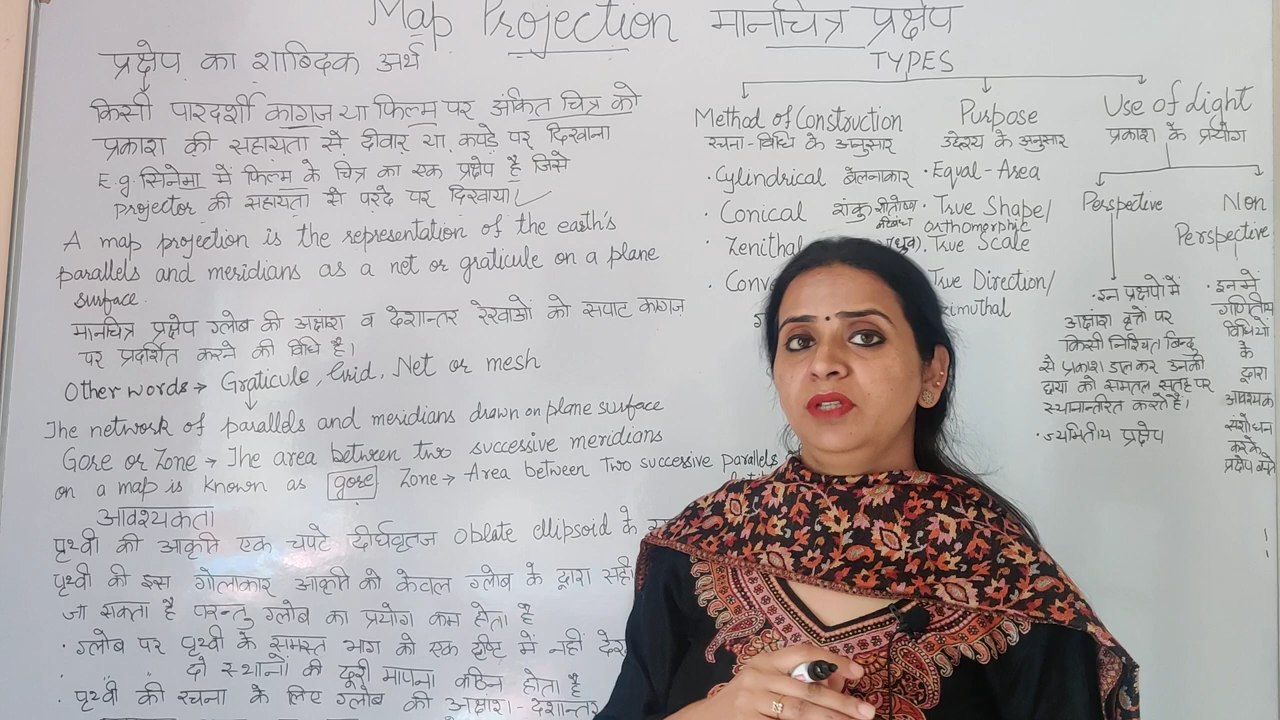 Map Projection मानचित्र प्रक्षेप
प्रक्षेप का शाब्दिक अर्थ
किसी पारदर्शी कागज या फिल्म पर अंकित चित्र को
प्रकाश की सहायता से दीवार या कपड़े पर दिखाना
E.g. सिनेमा में फिल्म के चित्र का एक प्रक्षेप है जिसे
projector की सहायता से परदे पर दिखाया
A map projection is the representation of the earth's
parallels and meridians as a net or graticule on a plane
surface.
मानचित्र प्रक्षेप ग्लोब की अक्षांश व देशान्तर रेखाओं को सपाट कागज
पर प्रदर्शित करने की विधि है।
Other words → Graticule, Grid, Net or mesh
The network of parallels and meridians drawn on plane surface
Gore or Zone → The area between two successive meridians
on a map is known as gore Zone → Area between Two successive parallels
आवश्यकता
पृथ्वी की आकृति एक चपटे दीर्घवृतज Oblate ellipsoid के
पृथ्वी की इस गोलाकार आकृति को केवल ग्लोब के द्वारा सही
जा सकता है परन्तु ग्लोब का प्रयोग कम होता है
· ग्लोब पर पृथ्वी के समस्त भाग को एक दृष्टि में नहीं
· दो स्थानों की दूरी मापना कठिन होता है
· पृथ्वी की रचना के लिए ग्लोब की अक्षांश-देशान्तर
TYPES
Method of Construction
रचना-विधि के अनुसार
· Cylindrical बेलनाकार
· Conical शंकु
· Zenithal
Purpose
उद्देश्य के अनुसार
· Equal-Area
· True Shape/
Orthomorphic
· True Scale
True Direction/
Use of Light
प्रकाश के प्रयोग
Perspective
· इन प्रक्षेपों में
अक्षांश वृत्तों पर
किसी निश्चित बिन्दु
से प्रकाश डालकर उनकी
छाया को समतल सतह पर
स्थानान्तरित करते हैं।
· ज्यामितीय प्रक्षेप
Non
Perspective
· इनमें
गणितीय
विधियों
के
द्वारा
आवश्यक
संशोधन
करके
प्रक्षेप